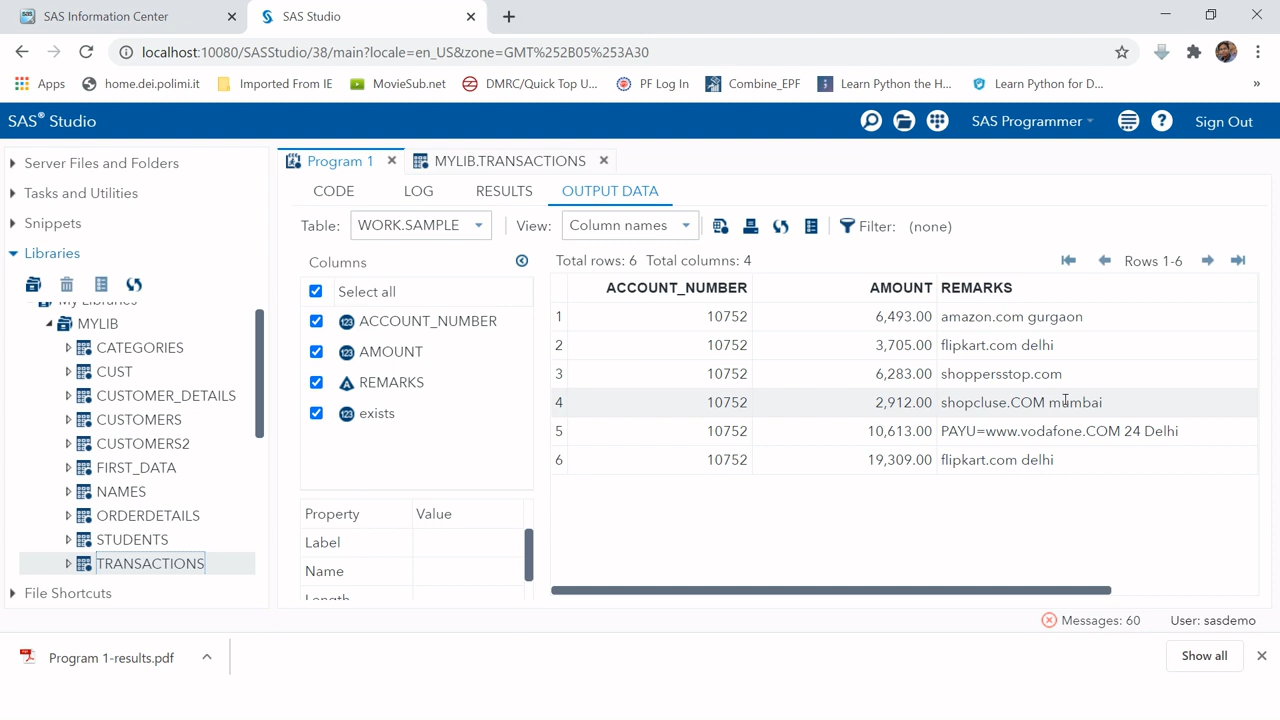 SAS Information Center
SAS Studio
localhost:10080/SASStudio/38/main?locale=en_US&zone=GMT%252B05%253A30
Apps home.dei.polimi.it Imported From IE MovieSub.net DMRC/Quick Top U... PF Log In Combine_EPF Learn Python the H... Learn Python for D... »
SAS® Studio SAS Programmer Sign Out
Server Files and Folders
Tasks and Utilities
Snippets
Libraries
MYLIB
CATEGORIES
CUST
CUSTOMER_DETAILS
CUSTOMERS
CUSTOMERS2
FIRST_DATA
NAMES
ORDERDETAILS
STUDENTS
TRANSACTIONS
File Shortcuts
Program 1 MYLIB.TRANSACTIONS
CODE LOG RESULTS OUTPUT DATA
Table: WORK.SAMPLE View: Column names Filter: (none)
Columns
Select all
ACCOUNT_NUMBER
AMOUNT
REMARKS
exists
Property Value
Label
Name
Length
Total rows: 6 Total columns: 4 Rows 1-6
ACCOUNT_NUMBER AMOUNT REMARKS
1 10752 6,493.00 amazon.com gurgaon
2 10752 3,705.00 flipkart.com delhi
3 10752 6,283.00 shoppersstop.com
4 10752 2,912.00 shopcluse.COM mumbai
5 10752 10,613.00 PAYU=www.vodafone.COM 24 Delhi
6 10752 19,309.00 flipkart.com delhi
Messages: 60 User: sasdemo
Program 1-results.pdf Show all